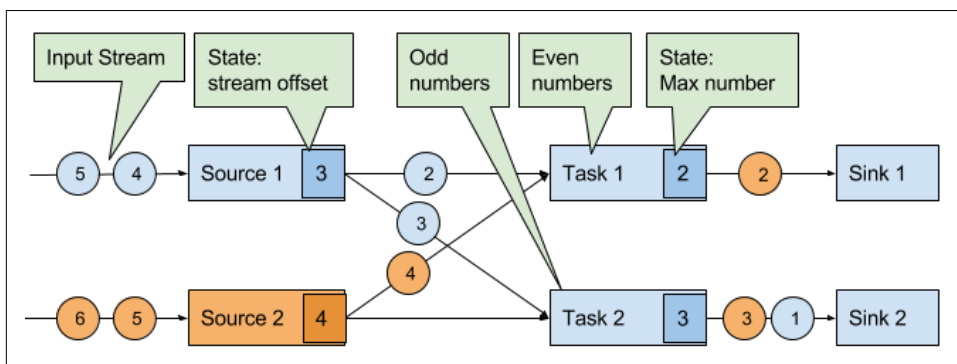 Input Stream
State:
stream offset
Odd
numbers
Even
numbers
State:
Max number
5
4
Source 1
3
2
Task 1
2
2
Sink 1
3
4
6
5
Source 2
4
Task 2
3
3
1
Sink 2